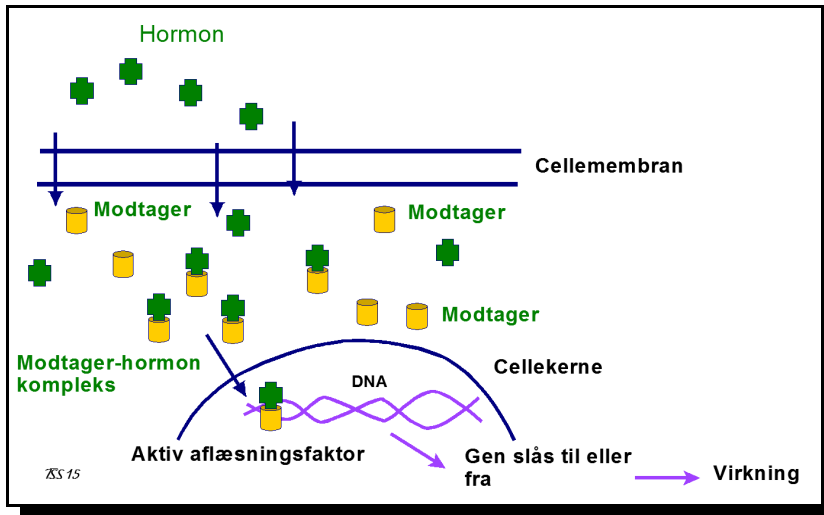 Hormon
Cellemembran
Modtager
Modtager
Modtager
Modtager-hormon
kompleks
Cellekerne
DNA
Aktiv aflæsningsfaktor
Gen slås til eller
fra
Virkning
TSS 15